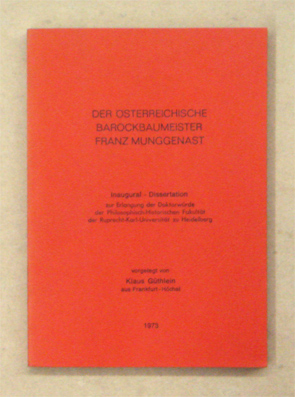 DER ÖSTERREICHISCHE
BAROCKBAUMEISTER
FRANZ MUNGGENAST
Inaugural - Dissertation
zur Erlangung der Doktorwürde
der Philosophisch-Historischen Fakultät
der Ruprecht-Karl-Universität zu Heidelberg
vorgelegt von
Klaus Güthlein
aus Frankfurt-Höchst
1973